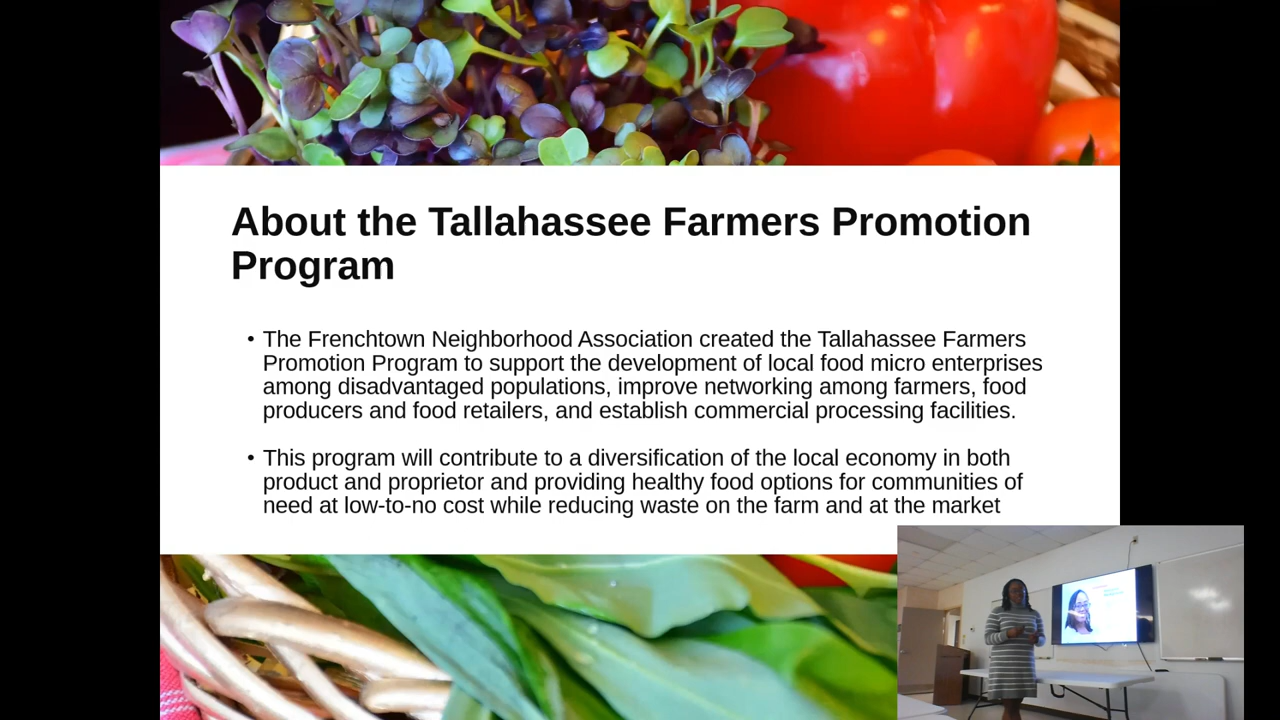 About the Tallahassee Farmers Promotion
Program
• The Frenchtown Neighborhood Association created the Tallahassee Farmers
Promotion Program to support the development of local food micro enterprises
among disadvantaged populations, improve networking among farmers, food
producers and food retailers, and establish commercial processing facilities.
• This program will contribute to a diversification of the local economy in both
product and proprietor and providing healthy food options for communities of
need at low-to-no cost while reducing waste on the farm and at the market